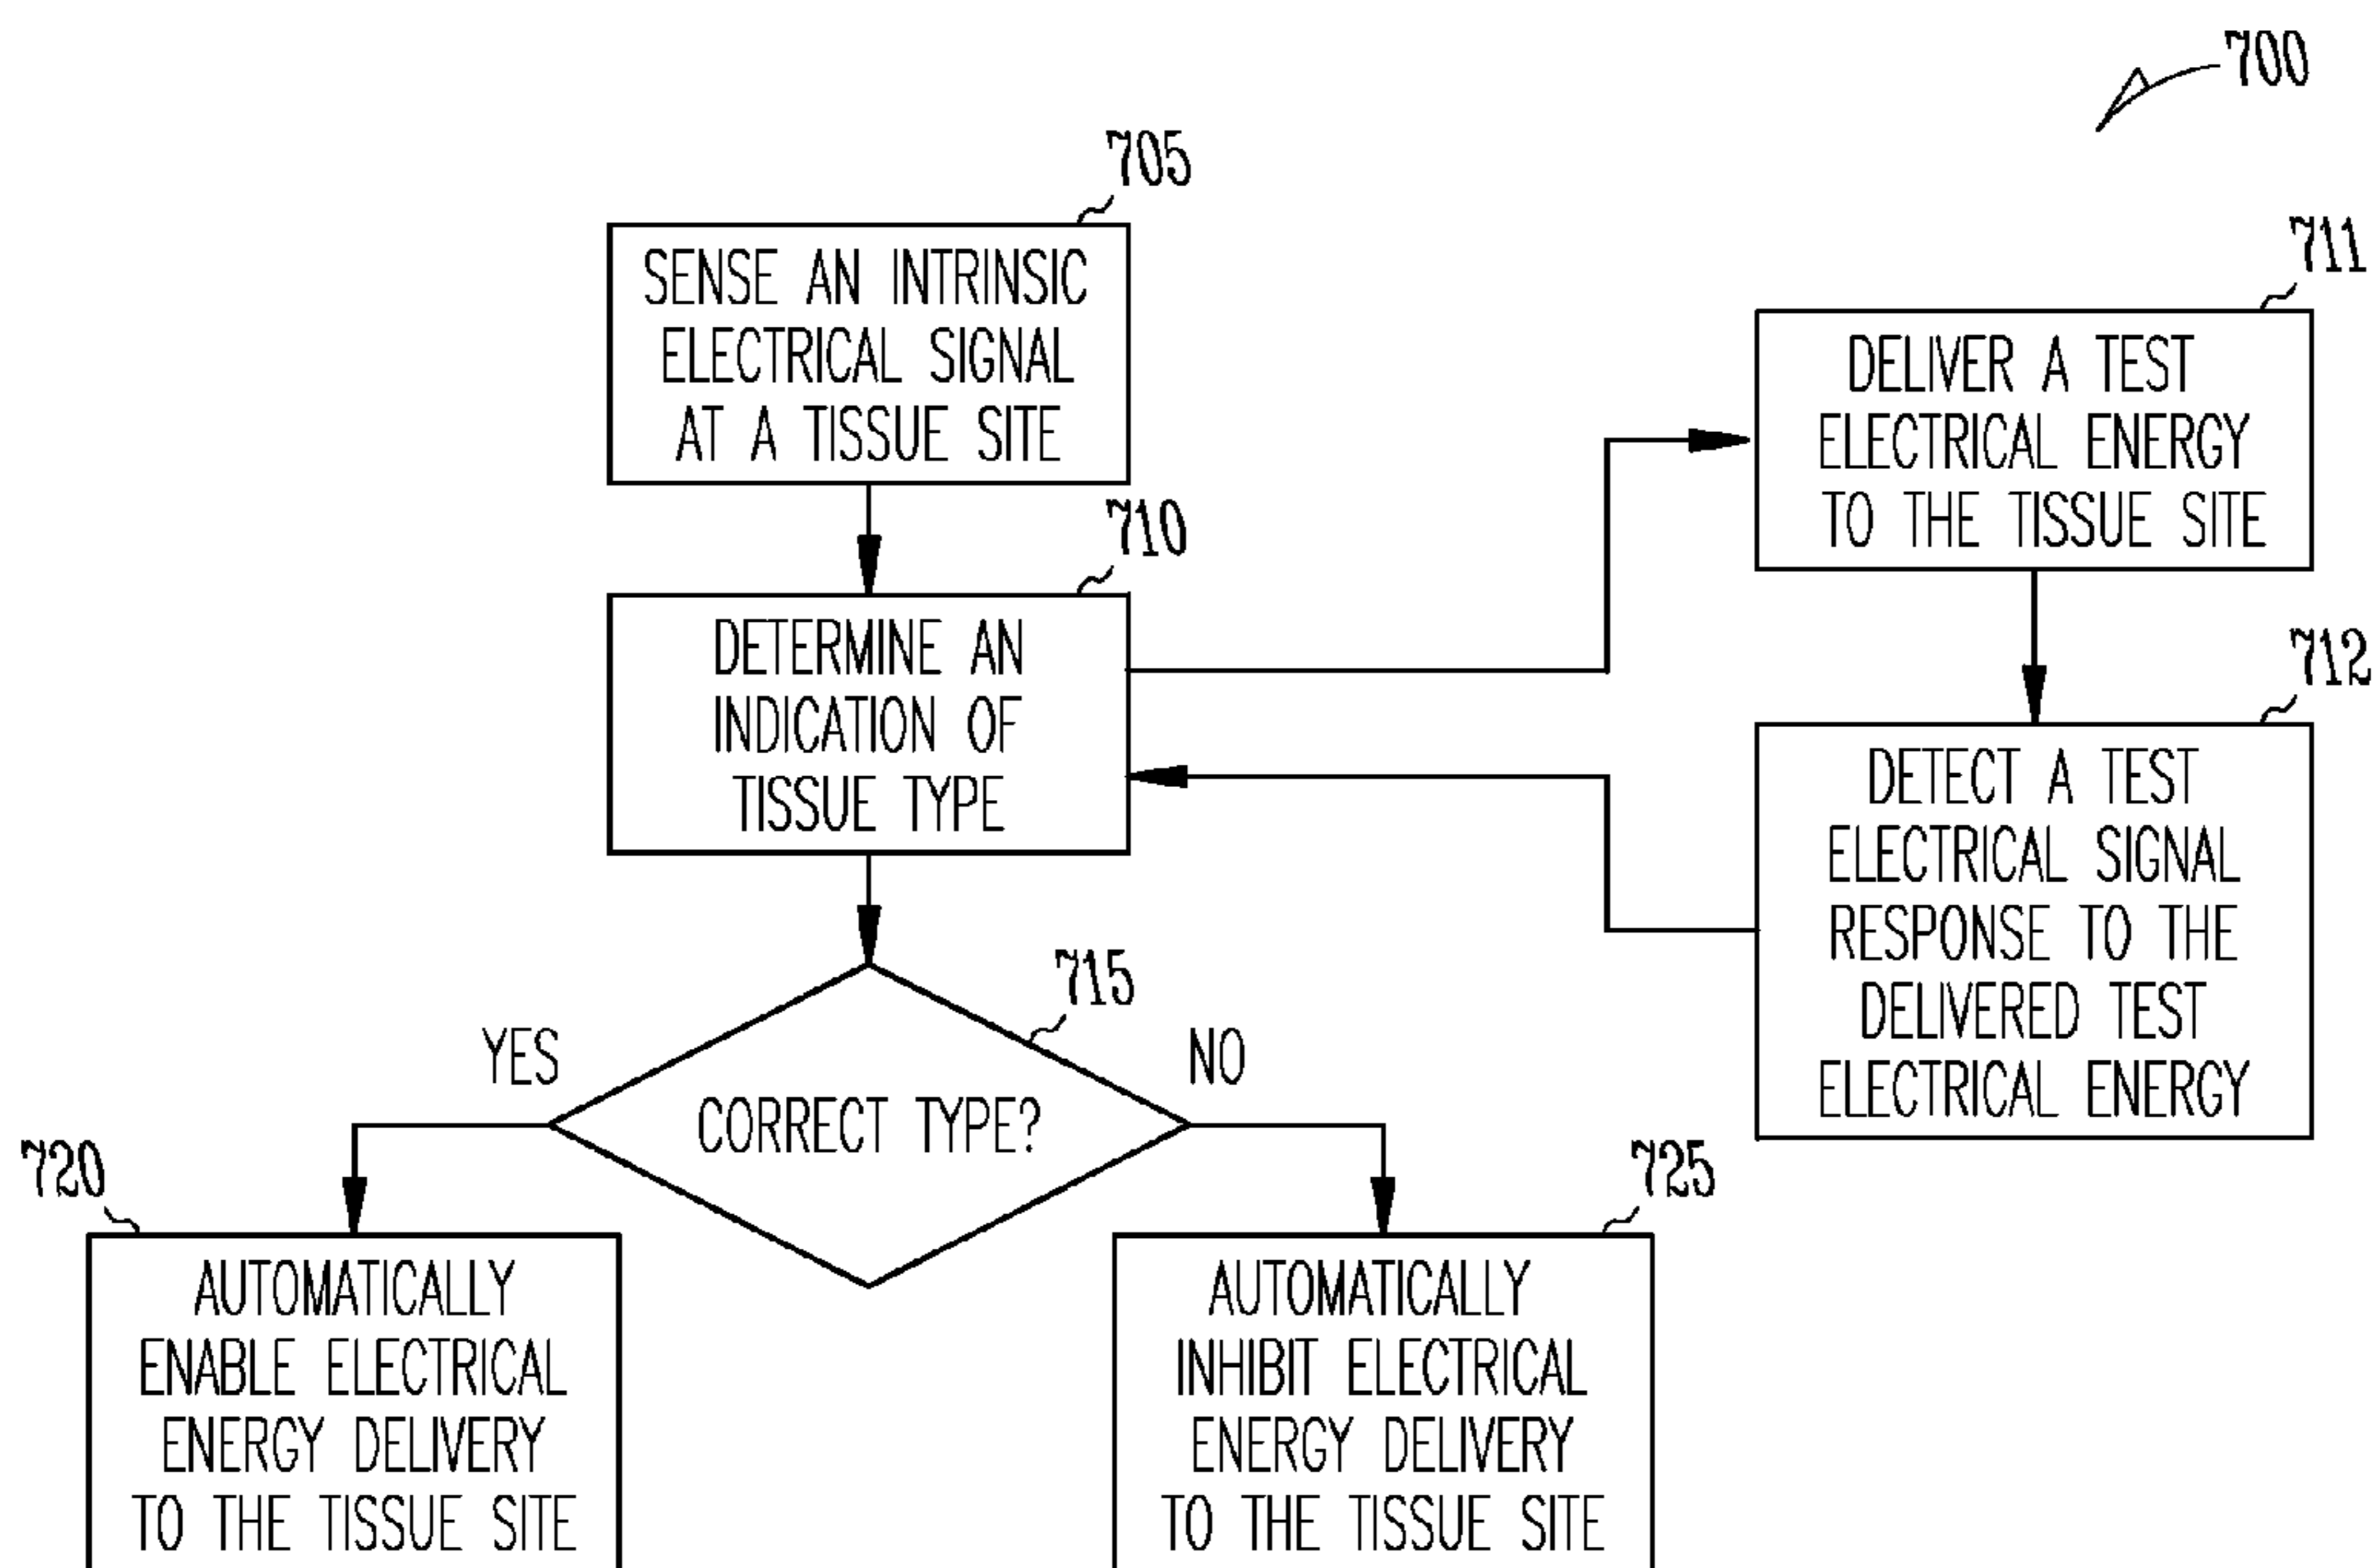 700
705
SENSE AN INTRINSIC
ELECTRICAL SIGNAL
AT A TISSUE SITE
710
DETERMINE AN
INDICATION OF
TISSUE TYPE
711
DELIVER A TEST
ELECTRICAL ENERGY
TO THE TISSUE SITE
712
DETECT A TEST
ELECTRICAL SIGNAL
RESPONSE TO THE
DELIVERED TEST
ELECTRICAL ENERGY
715
CORRECT TYPE?
YES
NO
720
AUTOMATICALLY
ENABLE ELECTRICAL
ENERGY DELIVERY
TO THE TISSUE SITE
725
AUTOMATICALLY
INHIBIT ELECTRICAL
ENERGY DELIVERY
TO THE TISSUE SITE